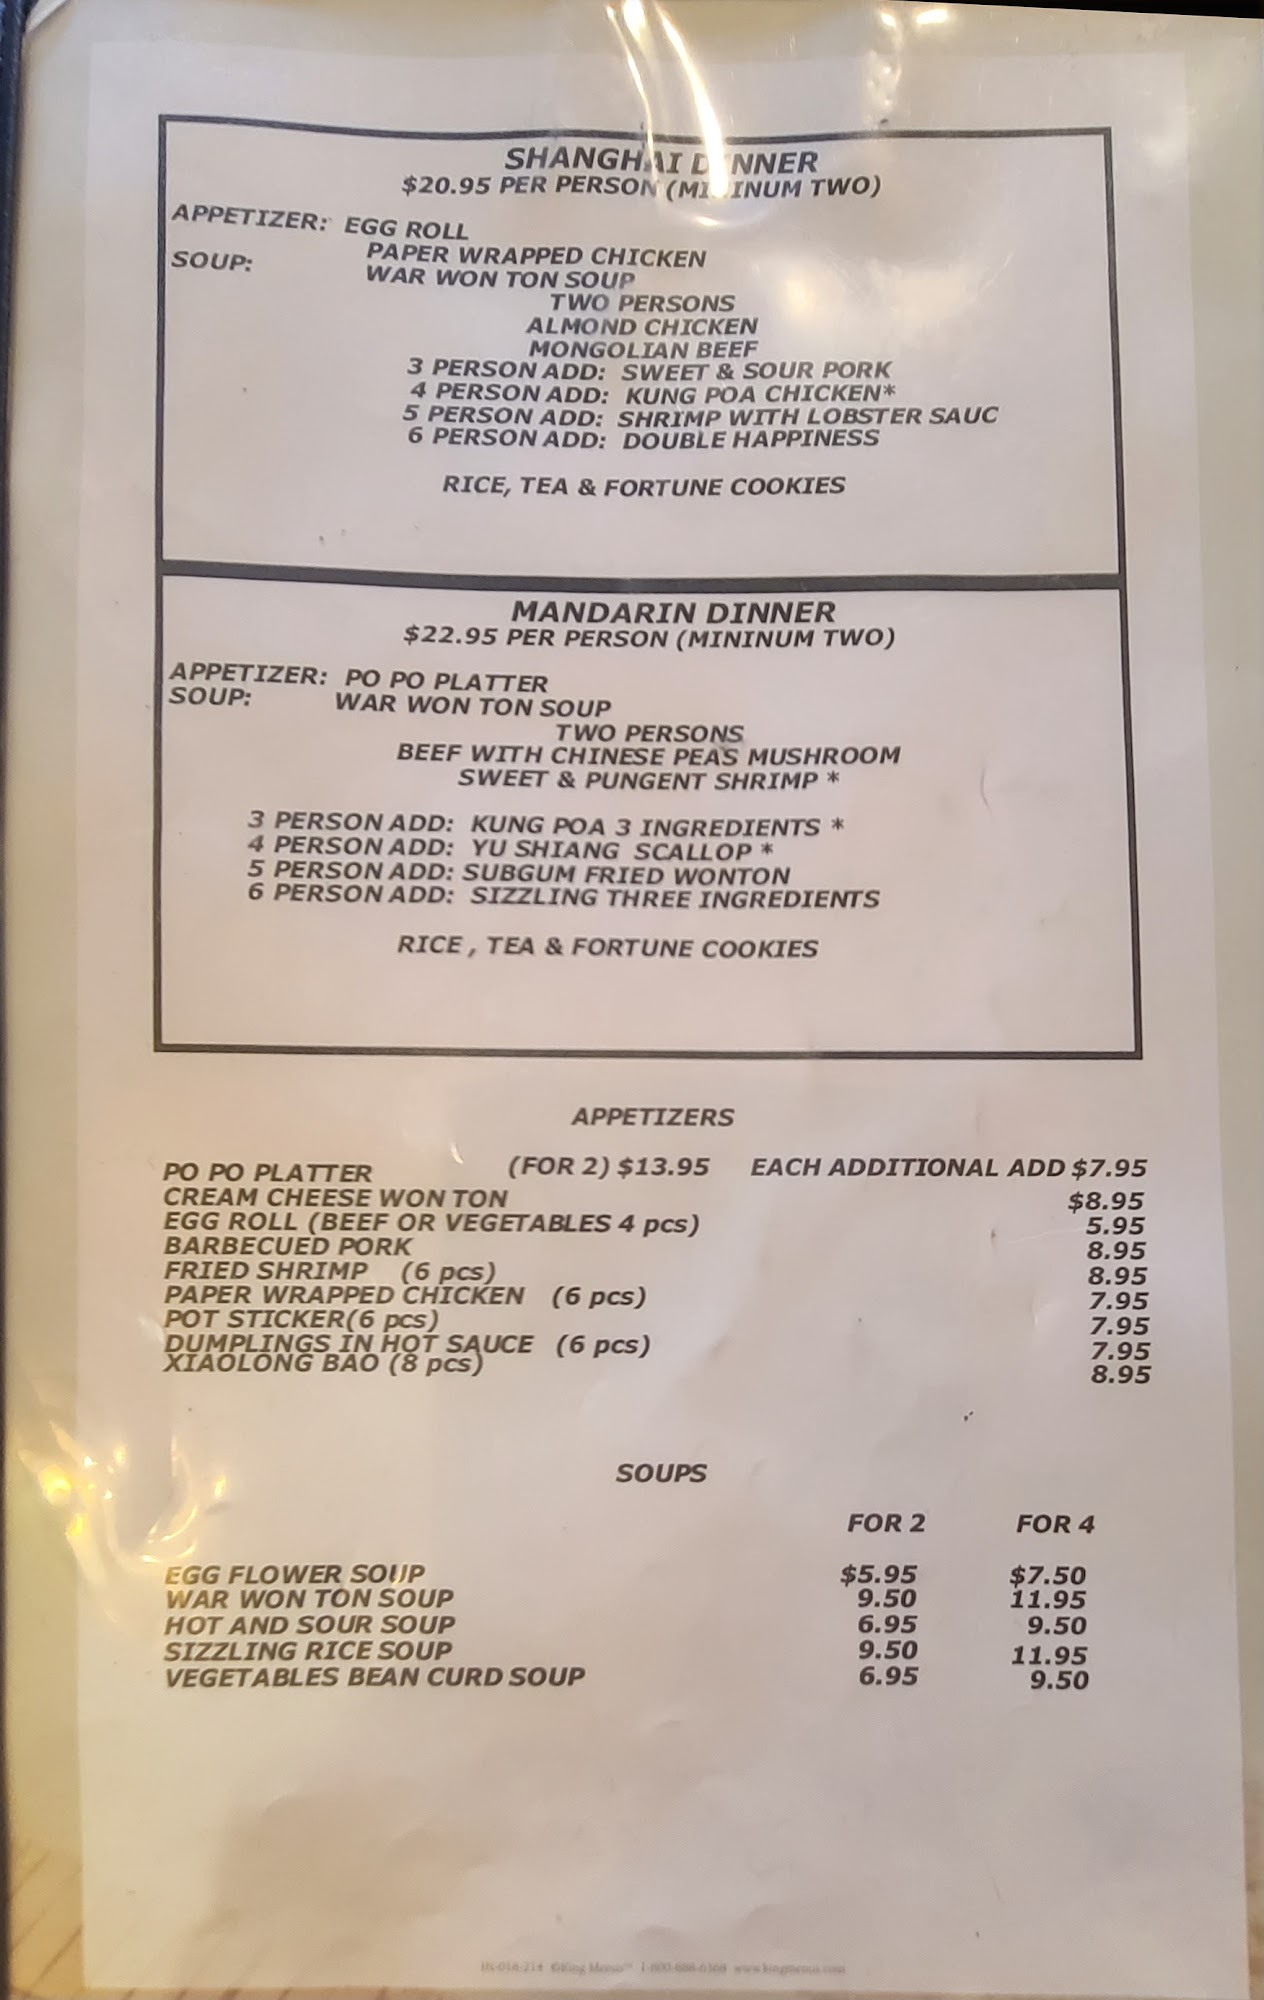 SHANGHAI DINNER
$20.95 PER PERSON (MININUM TWO)
APPETIZER: EGG ROLL
PAPER WRAPPED CHICKEN
SOUP: WAR WON TON SOUP
TWO PERSONS
ALMOND CHICKEN
MONGOLIAN BEEF
3 PERSON ADD: SWEET & SOUR PORK
4 PERSON ADD: KUNG POA CHICKEN*
5 PERSON ADD: SHRIMP WITH LOBSTER SAUC
6 PERSON ADD: DOUBLE HAPPINESS
RICE, TEA & FORTUNE COOKIES
MANDARIN DINNER
$22.95 PER PERSON (MININUM TWO)
APPETIZER: PO PO PLATTER
SOUP: WAR WON TON SOUP
TWO PERSONS
BEEF WITH CHINESE PEAS MUSHROOM
SWEET & PUNGENT SHRIMP *
3 PERSON ADD: KUNG POA 3 INGREDIENTS *
4 PERSON ADD: YU SHIANG SCALLOP *
5 PERSON ADD: SUBGUM FRIED WONTON
6 PERSON ADD: SIZZLING THREE INGREDIENTS
RICE , TEA & FORTUNE COOKIES
APPETIZERS
PO PO PLATTER (FOR 2) $13.95 EACH ADDITIONAL ADD $7.95
CREAM CHEESE WON TON $8.95
EGG ROLL (BEEF OR VEGETABLES 4 pcs) 5.95
BARBECUED PORK 8.95
FRIED SHRIMP (6 pcs) 8.95
PAPER WRAPPED CHICKEN (6 pcs) 7.95
POT STICKER(6 pcs) 7.95
DUMPLINGS IN HOT SAUCE (6 pcs) 7.95
XIAOLONG BAO (8 pcs) 8.95
SOUPS
FOR 2 FOR 4
EGG FLOWER SOUP $5.95 $7.50
WAR WON TON SOUP 9.50 11.95
HOT AND SOUR SOUP 6.95 9.50
SIZZLING RICE SOUP 9.50 11.95
VEGETABLES BEAN CURD SOUP 6.95 9.50
©King Menus™ www.kingmenus.com